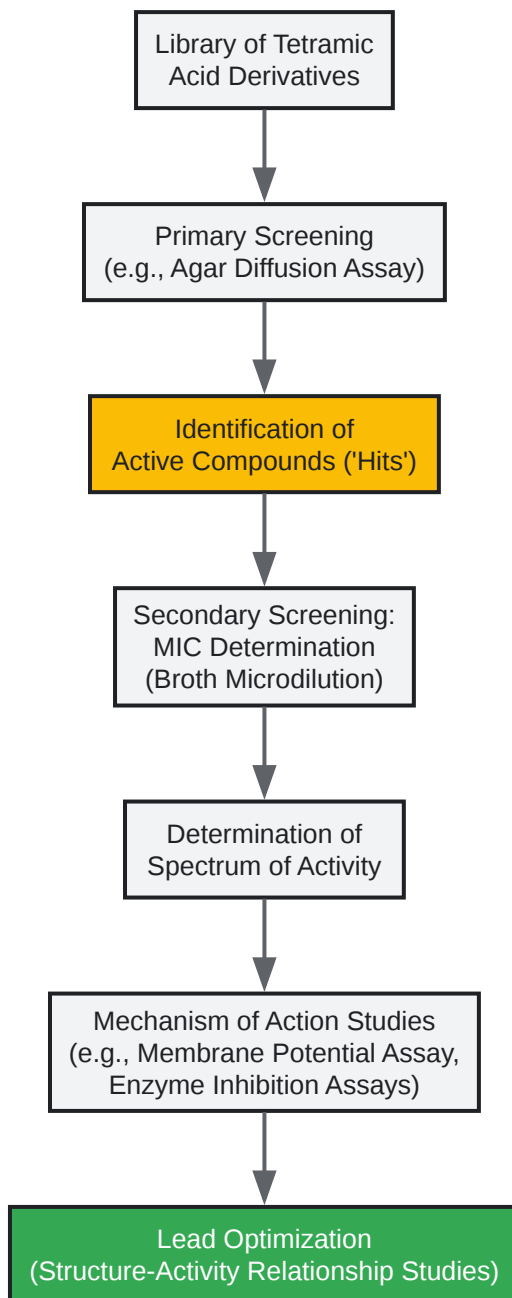 Library of Tetramic
Acid Derivatives
Primary Screening
(e.g., Agar Diffusion Assay)
Identification of
Active Compounds ('Hits')
Secondary Screening:
MIC Determination
(Broth Microdilution)
Determination of
Spectrum of Activity
Mechanism of Action Studies
(e.g., Membrane Potential Assay,
Enzyme Inhibition Assays)
Lead Optimization
(Structure-Activity Relationship Studies)